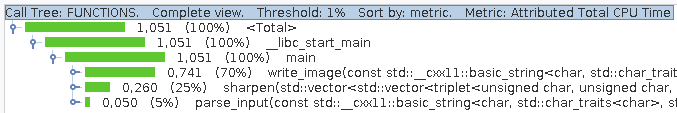 Call Tree: FUNCTIONS. Complete view. Threshold: 1% Sort by: metric. Metric: Attributed Total CPU Time
1,051 (100%) <Total>
1,051 (100%) __libc_start_main
1,051 (100%) main
0,741 (70%) write_image(const std::__cxx11::basic_string<char, std::char_trait
0,260 (25%) sharpen(std::vector<std::vector<triplet<unsigned char, unsigned char,
0,050 (5%) parse_input(const std::__cxx11::basic_string<char, std::char_traits<char>, st